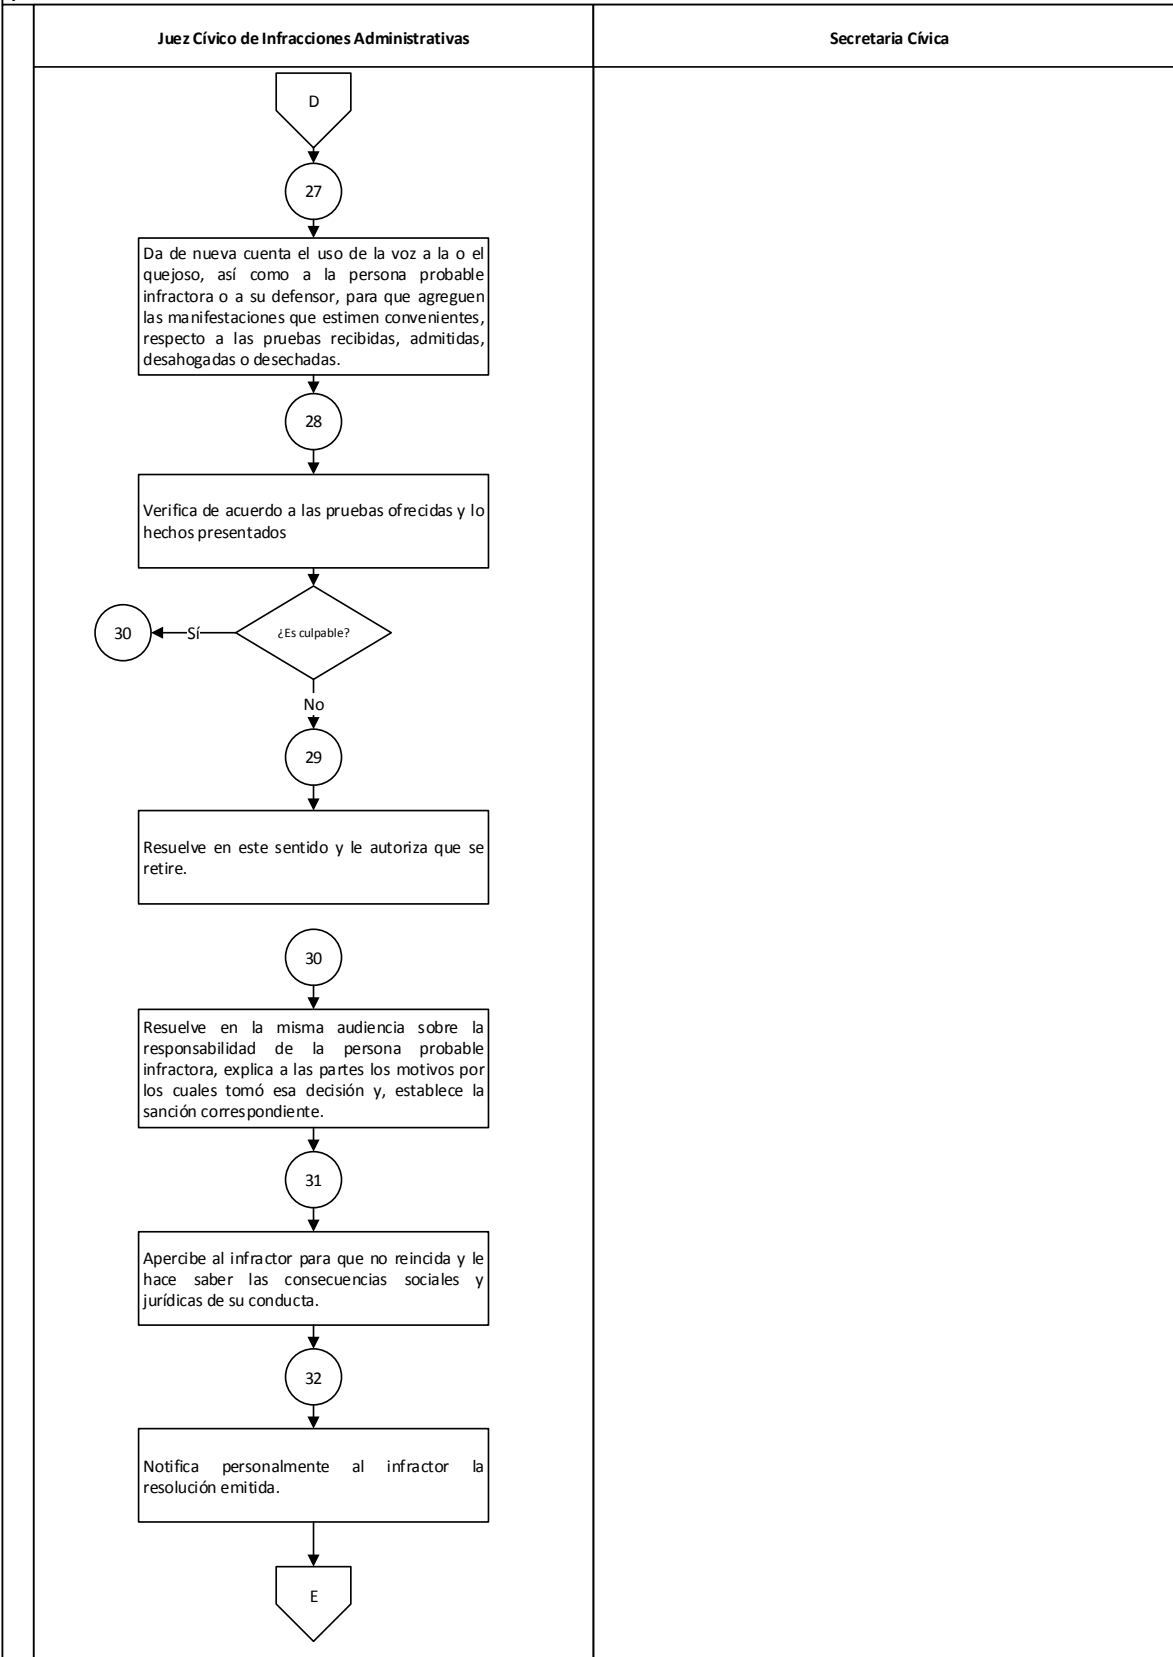 Juez Cívico de Infracciones Administrativas
Secretaria Cívica
D
27
Da de nueva cuenta el uso de la voz a la o el
quejoso, así como a la persona probable
infractora o a su defensor, para que agreguen
las manifestaciones que estimen convenientes,
respecto a las pruebas recibidas, admitidas,
desahogadas o desechadas.
28
Verifica de acuerdo a las pruebas ofrecidas y lo
hechos presentados
30
Sí
¿Es culpable?
No
29
Resuelve en este sentido y le autoriza que se
retire.
30
Resuelve en la misma audiencia sobre la
responsabilidad de la persona probable
infractora, explica a las partes los motivos por
los cuales tomó esa decisión y, establece la
sanción correspondiente.
31
Apercibe al infractor para que no reincida y le
hace saber las consecuencias sociales y
jurídicas de su conducta.
32
Notifica personalmente al infractor la
resolución emitida.
E